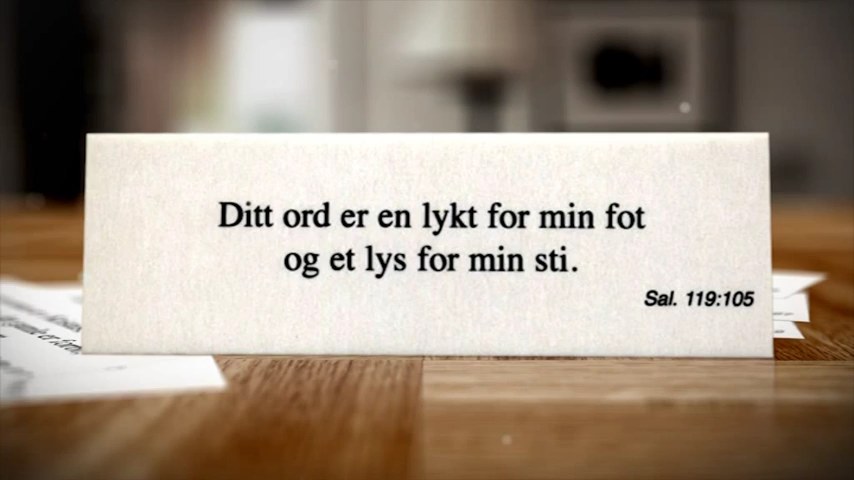 Ditt ord er en lykt for min fot
og et lys for min sti.
Sal. 119:105